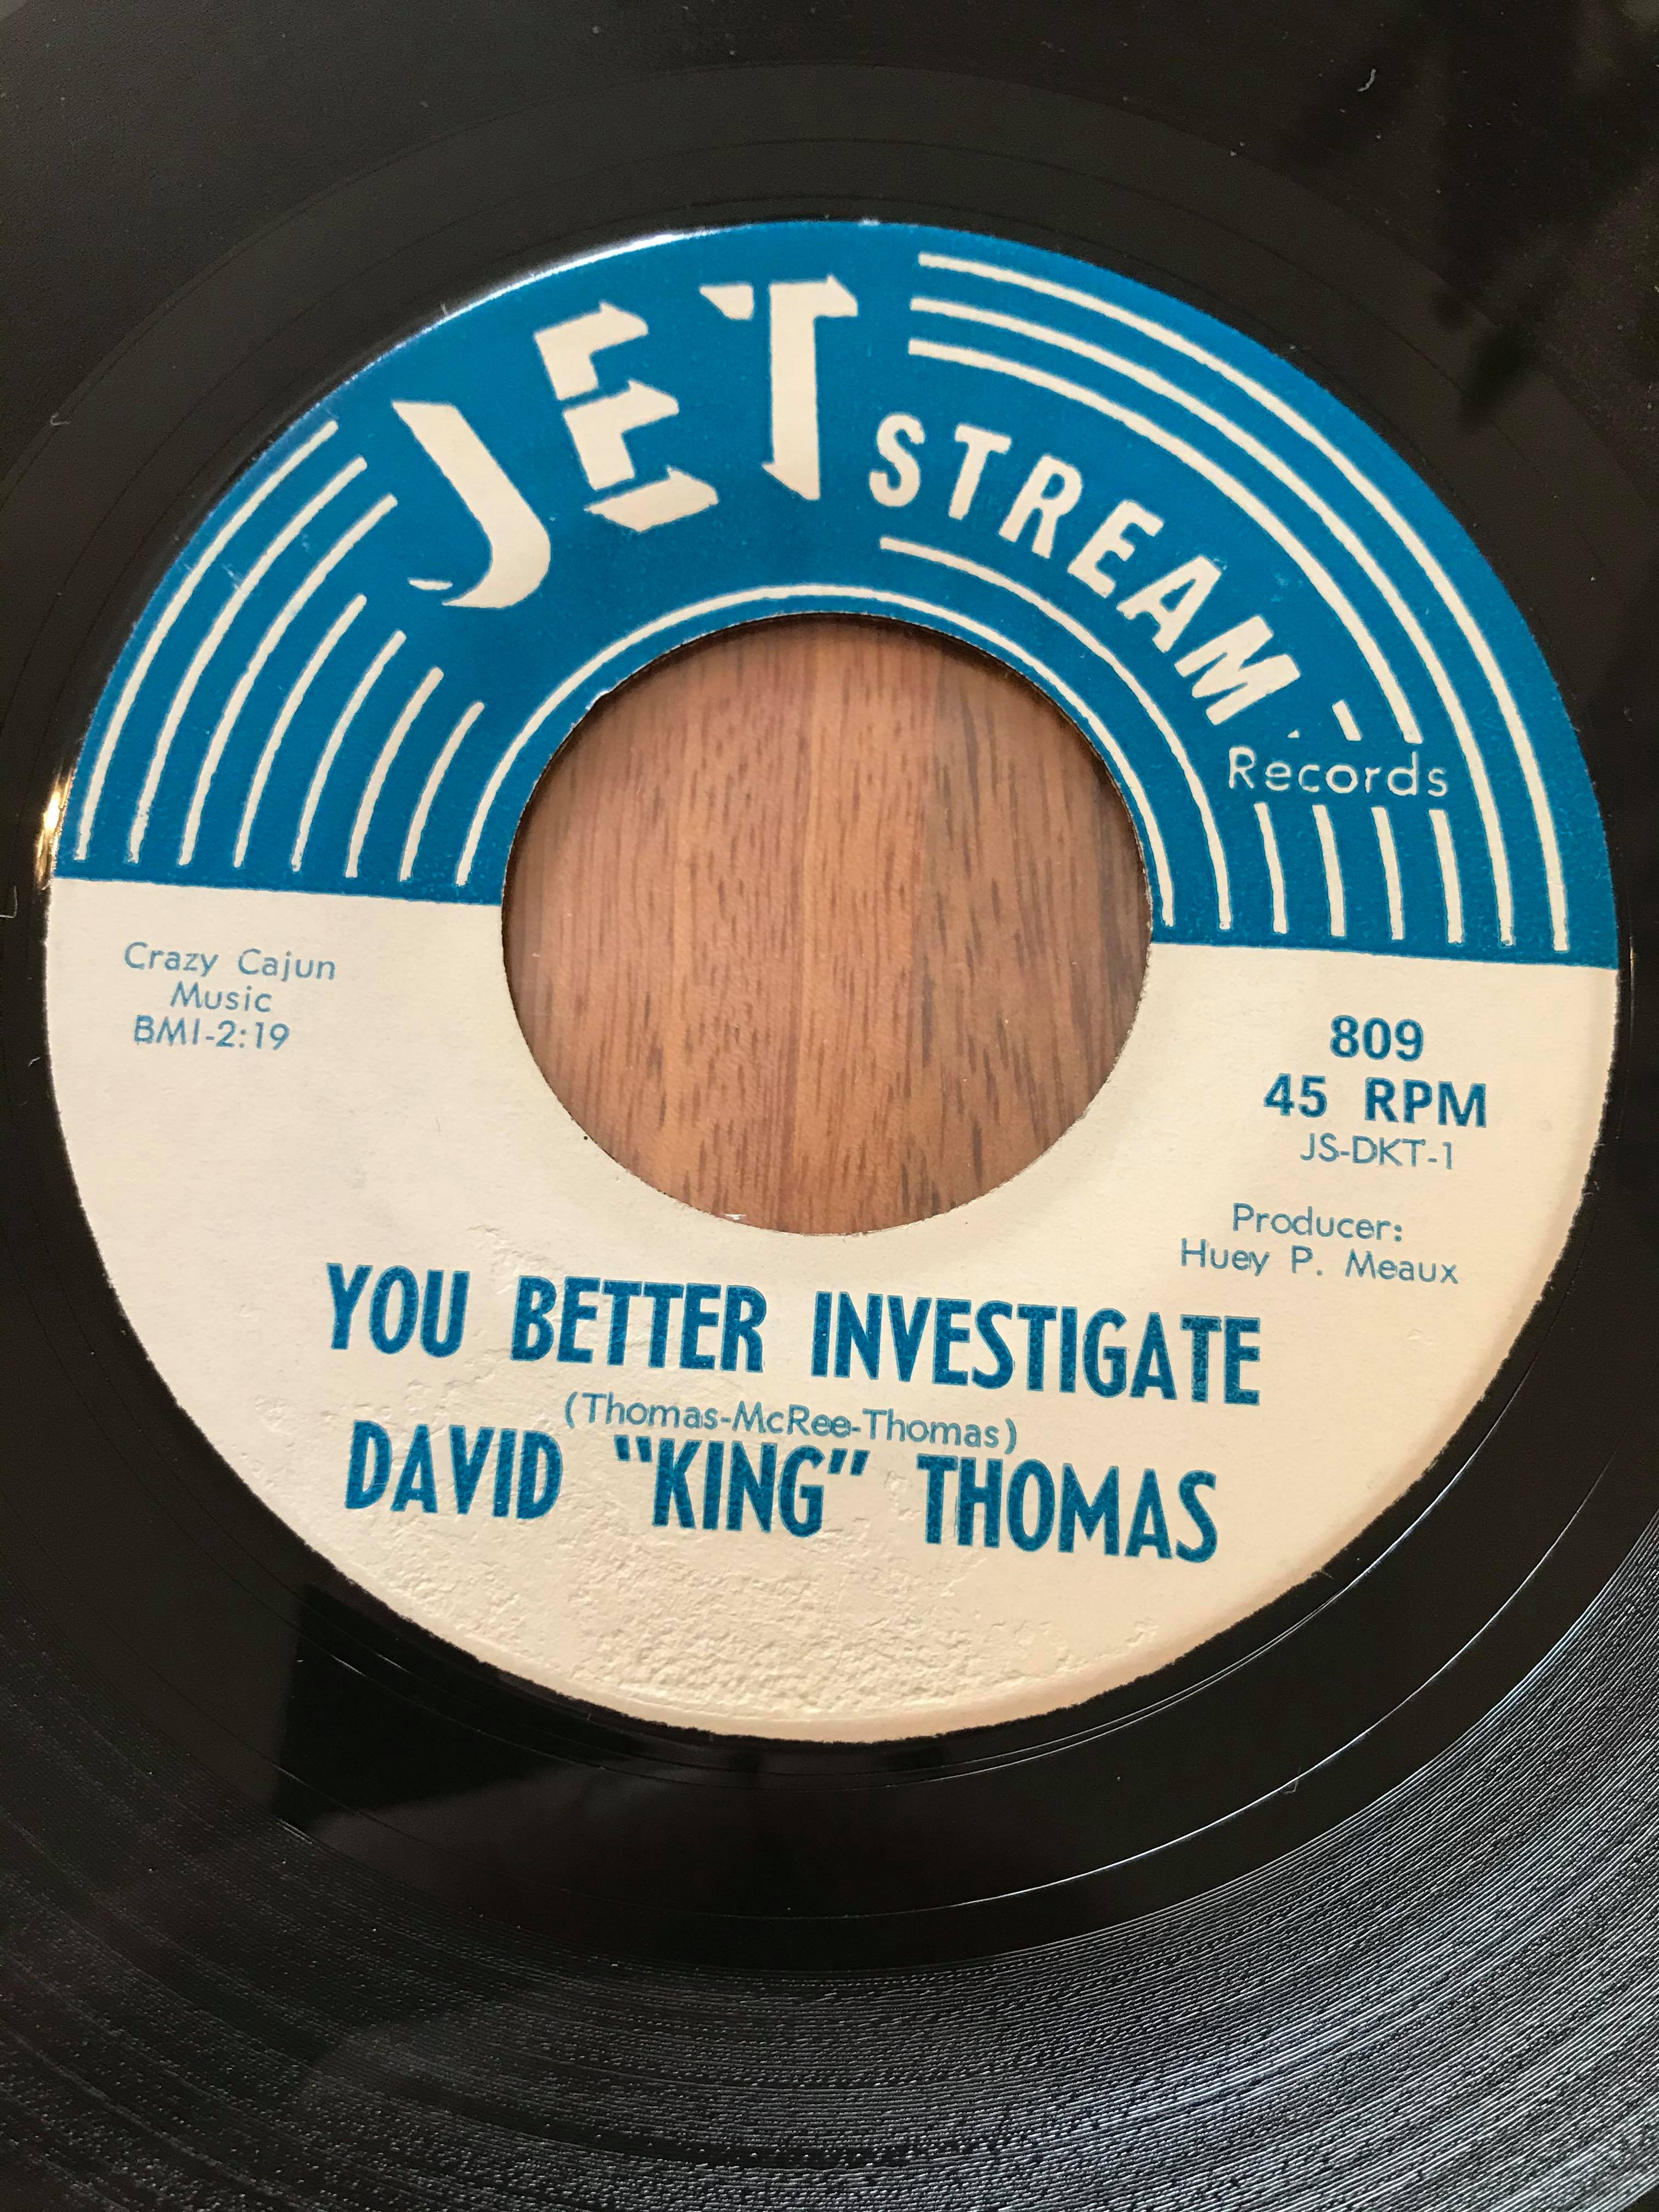 JET STREAM
Records
Crazy Cajun
Music
BMI-2:19
809
45 RPM
JS-DKT-1
Producer:
Huey P. Meaux
YOU BETTER INVESTIGATE
(Thomas-McRee-Thomas)
DAVID "KING" THOMAS